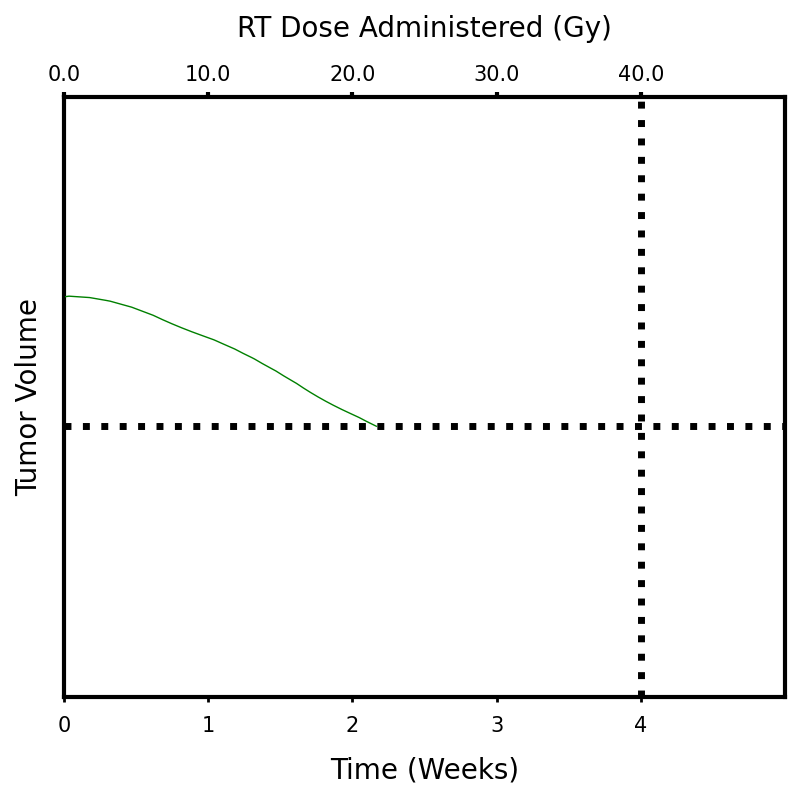 RT Dose Administered (Gy)
0.0 10.0 20.0 30.0 40.0
Tumor Volume
0 1 2 3 4
Time (Weeks)